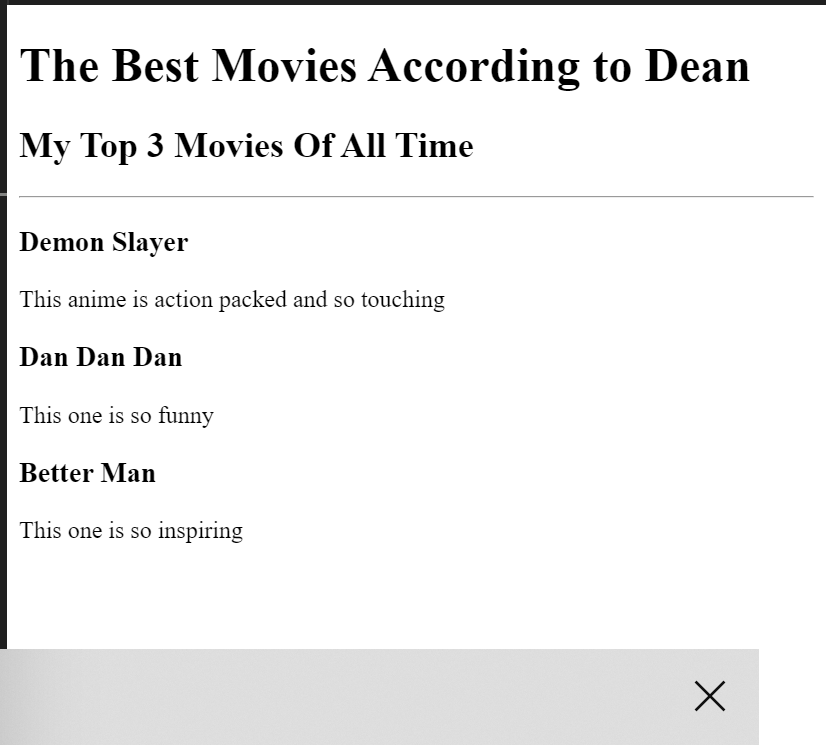 The Best Movies According to Dean
My Top 3 Movies Of All Time
Demon Slayer
This anime is action packed and so touching
Dan Dan Dan
This one is so funny
Better Man
This one is so inspiring